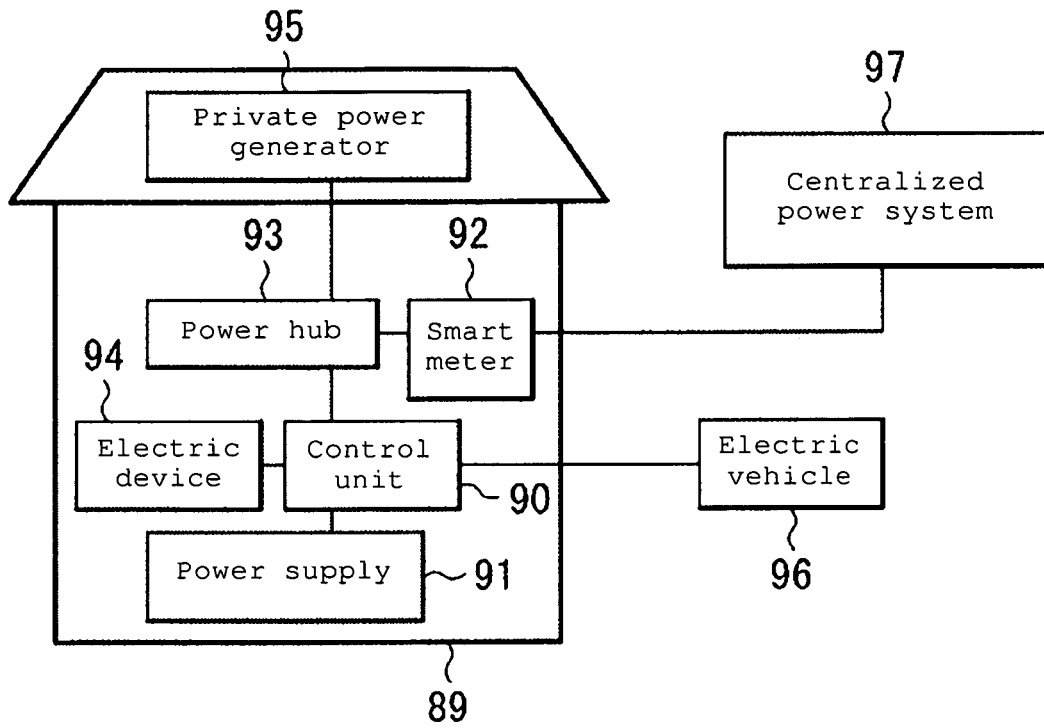 95
Private power
generator
97
Centralized
power system
93
92
Power hub
Smart
meter
94
Electric
device
Control
unit
90
Electric
vehicle
96
Power supply
91
89